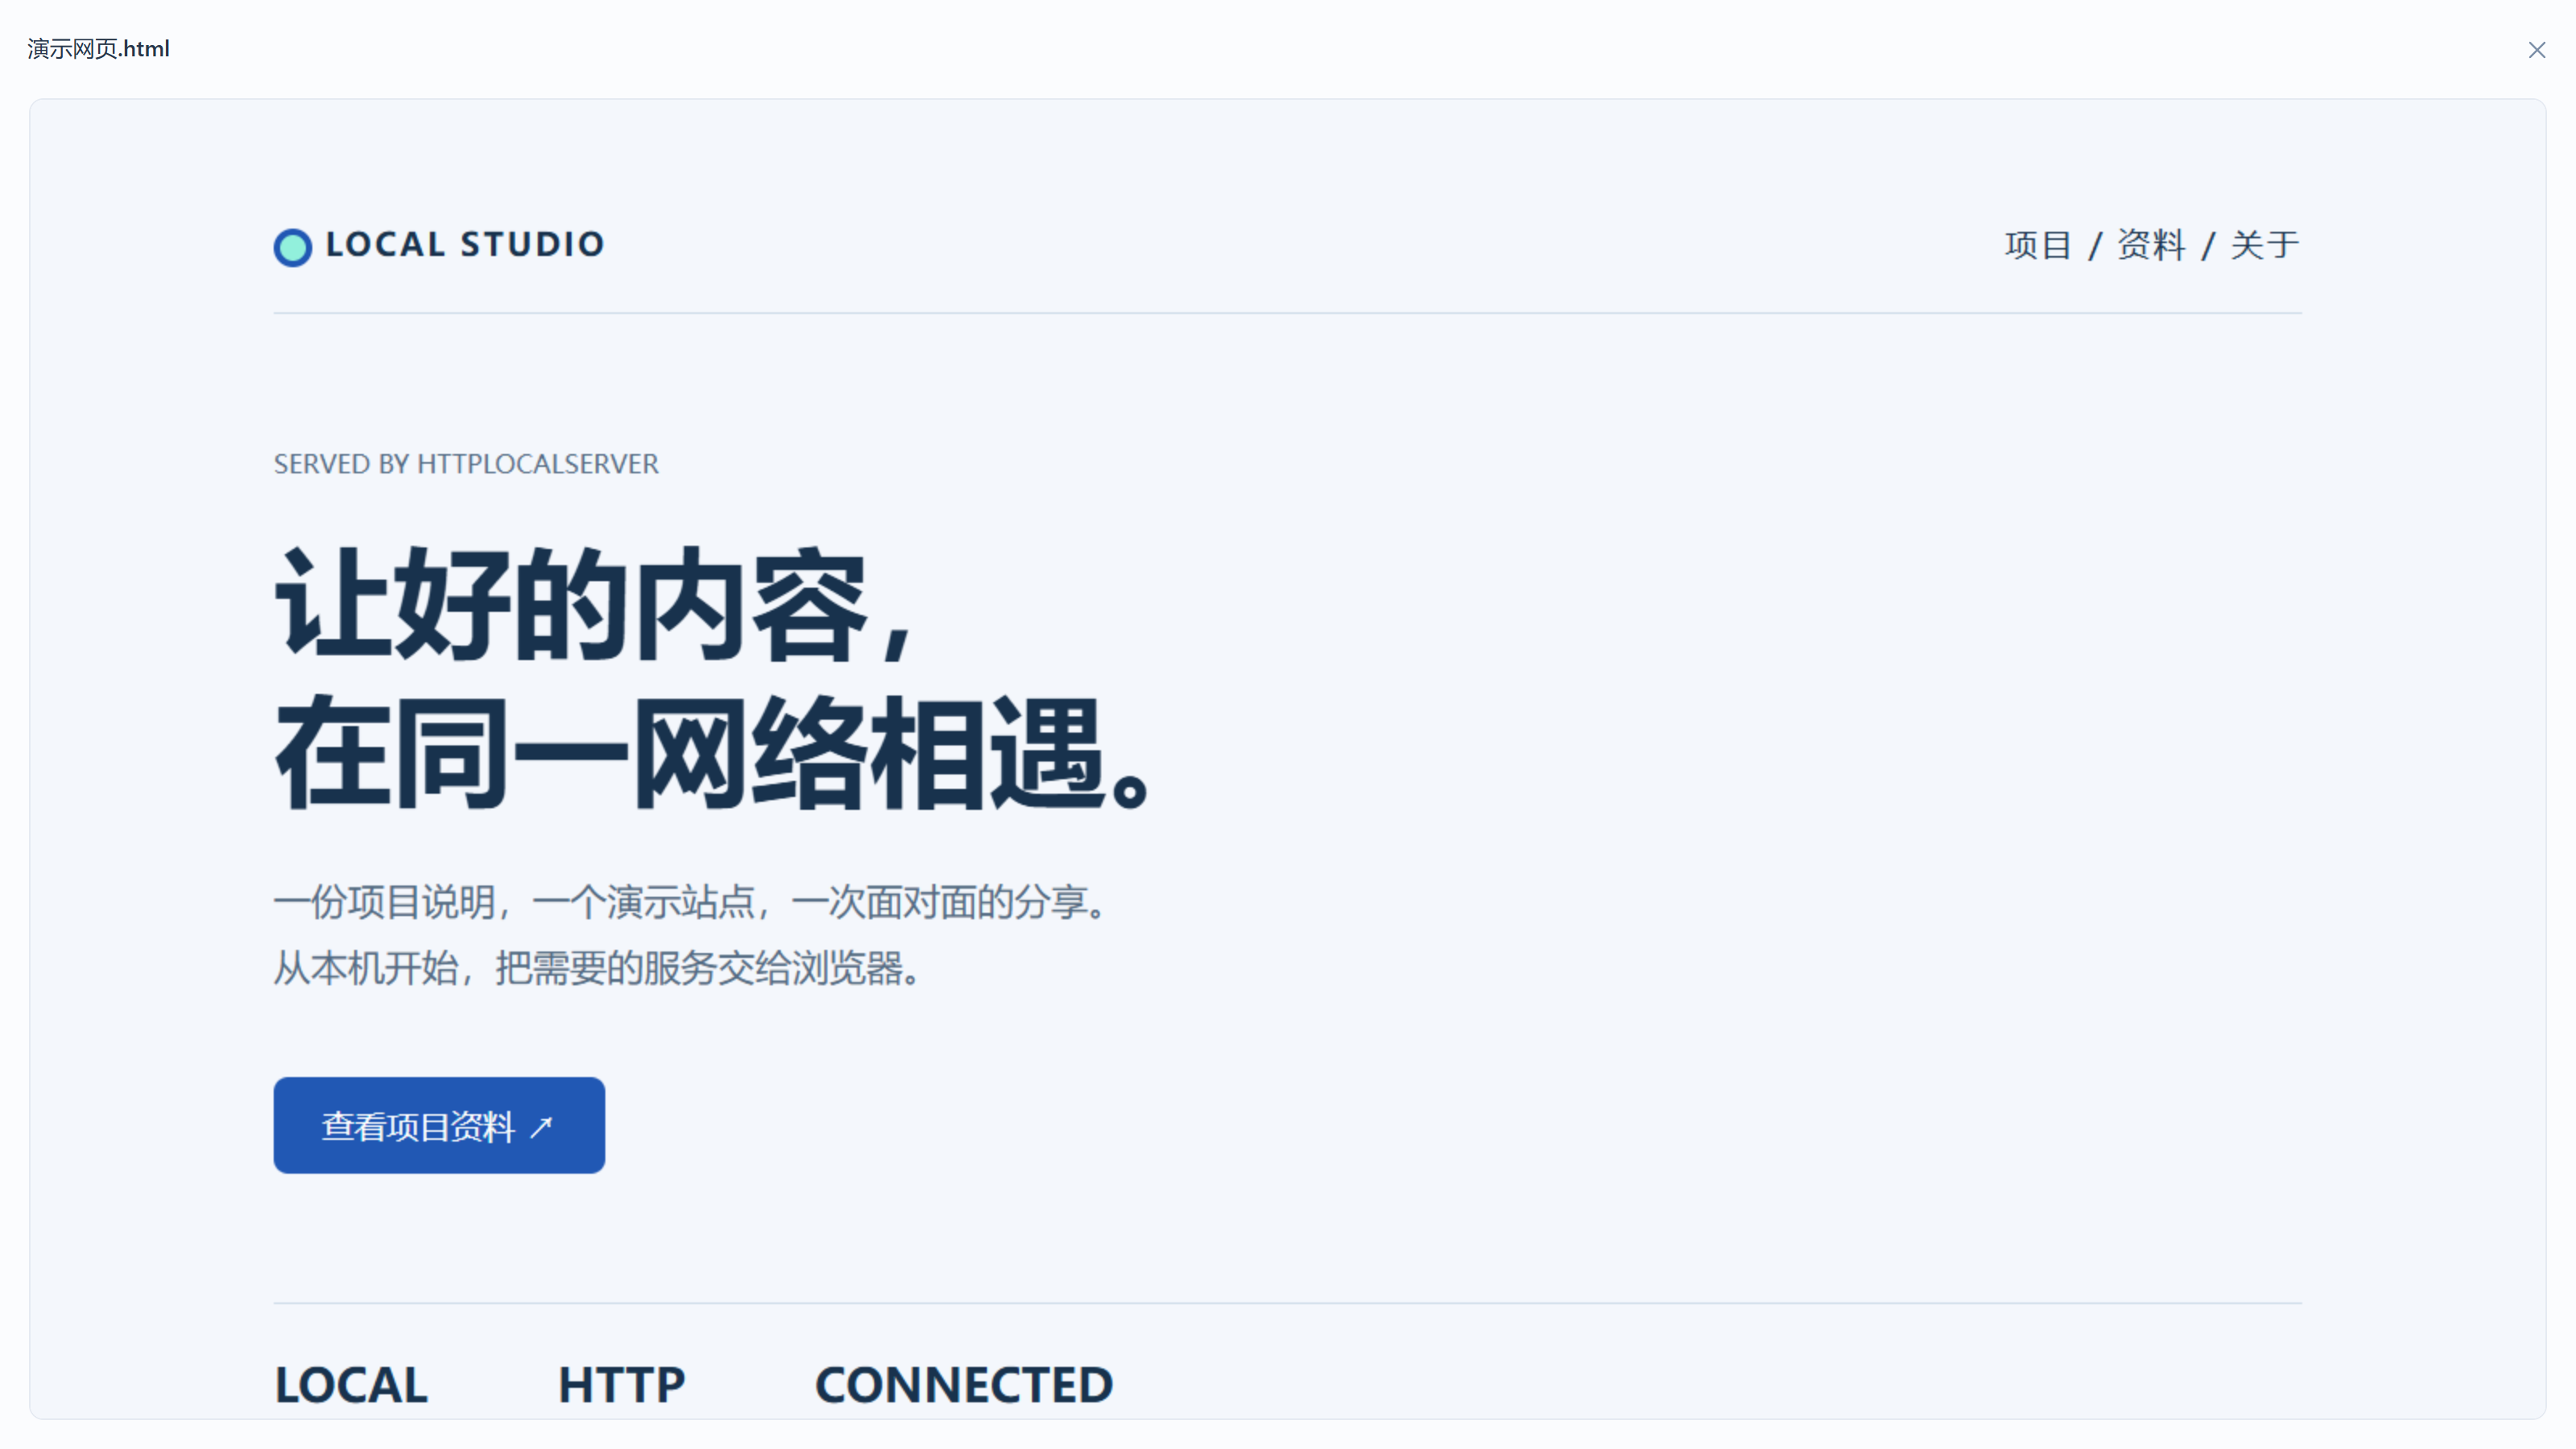 演示网页.html
LOCAL STUDIO
项目 / 资料 / 关于
SERVED BY HTTPLOCALSERVER
让好的内容，
在同一网络相遇。
一份项目说明，一个演示站点，一次面对面的分享。
从本机开始，把需要的服务交给浏览器。
查看项目资料 ↗
LOCAL HTTP CONNECTED